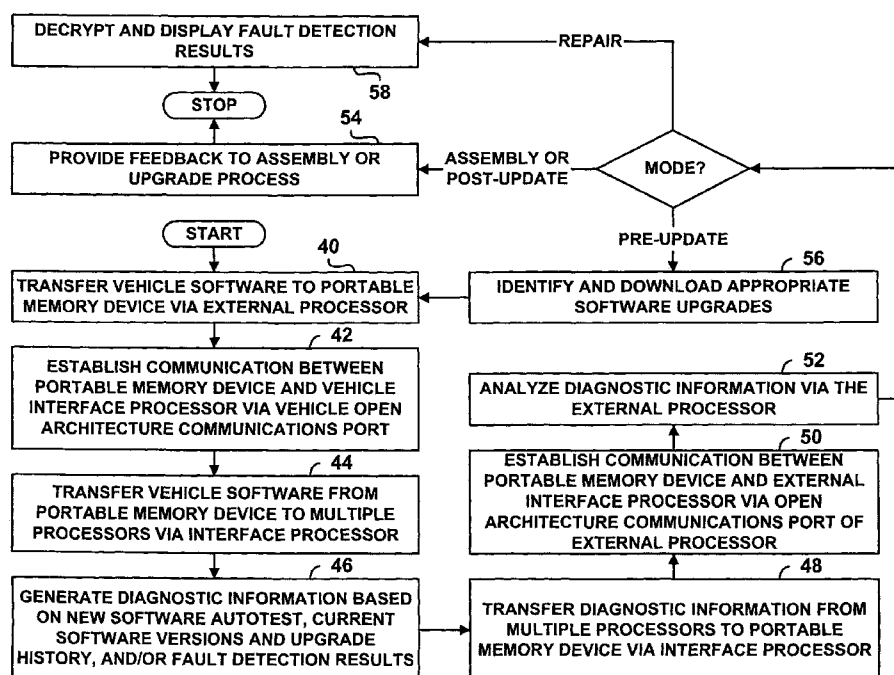 DECRYPT AND DISPLAY FAULT DETECTION
RESULTS
58
REPAIR
STOP
54
PROVIDE FEEDBACK TO ASSEMBLY OR
UPGRADE PROCESS
ASSEMBLY OR
POST-UPDATE
MODE?
PRE-UPDATE
START
40
TRANSFER VEHICLE SOFTWARE TO PORTABLE
MEMORY DEVICE VIA EXTERNAL PROCESSOR
56
IDENTIFY AND DOWNLOAD APPROPRIATE
SOFTWARE UPGRADES
42
ESTABLISH COMMUNICATION BETWEEN
PORTABLE MEMORY DEVICE AND VEHICLE
INTERFACE PROCESSOR VIA VEHICLE OPEN
ARCHITECTURE COMMUNICATIONS PORT
52
ANALYZE DIAGNOSTIC INFORMATION VIA THE
EXTERNAL PROCESSOR
44
TRANSFER VEHICLE SOFTWARE FROM
PORTABLE MEMORY DEVICE TO MULTIPLE
PROCESSORS VIA INTERFACE PROCESSOR
50
ESTABLISH COMMUNICATION BETWEEN
PORTABLE MEMORY DEVICE AND EXTERNAL
INTERFACE PROCESSOR VIA OPEN
ARCHITECTURE COMMUNICATIONS PORT OF
EXTERNAL PROCESSOR
46
GENERATE DIAGNOSTIC INFORMATION BASED
ON NEW SOFTWARE AUTOTEST, CURRENT
SOFTWARE VERSIONS AND UPGRADE
HISTORY, AND/OR FAULT DETECTION RESULTS
48
TRANSFER DIAGNOSTIC INFORMATION FROM
MULTIPLE PROCESSORS TO PORTABLE
MEMORY DEVICE VIA INTERFACE PROCESSOR